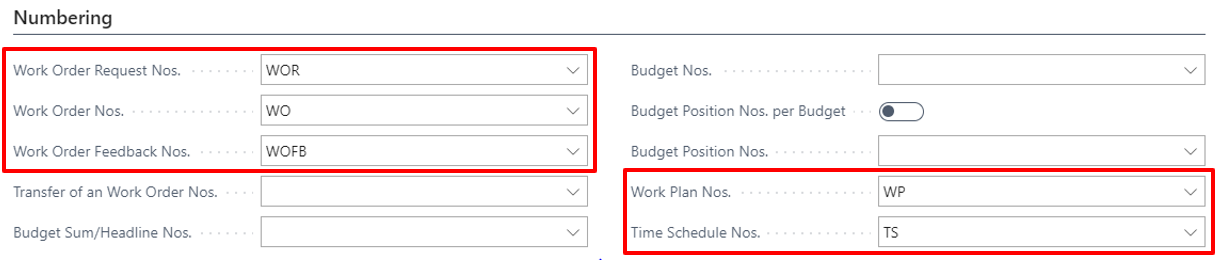 Numbering
Work Order Request Nos. WOR
Work Order Nos. WO
Work Order Feedback Nos. WOFB
Transfer of an Work Order Nos.
Budget Sum/Headline Nos.
Budget Nos.
Budget Position Nos. per Budget
Budget Position Nos.
Work Plan Nos. WP
Time Schedule Nos. TS